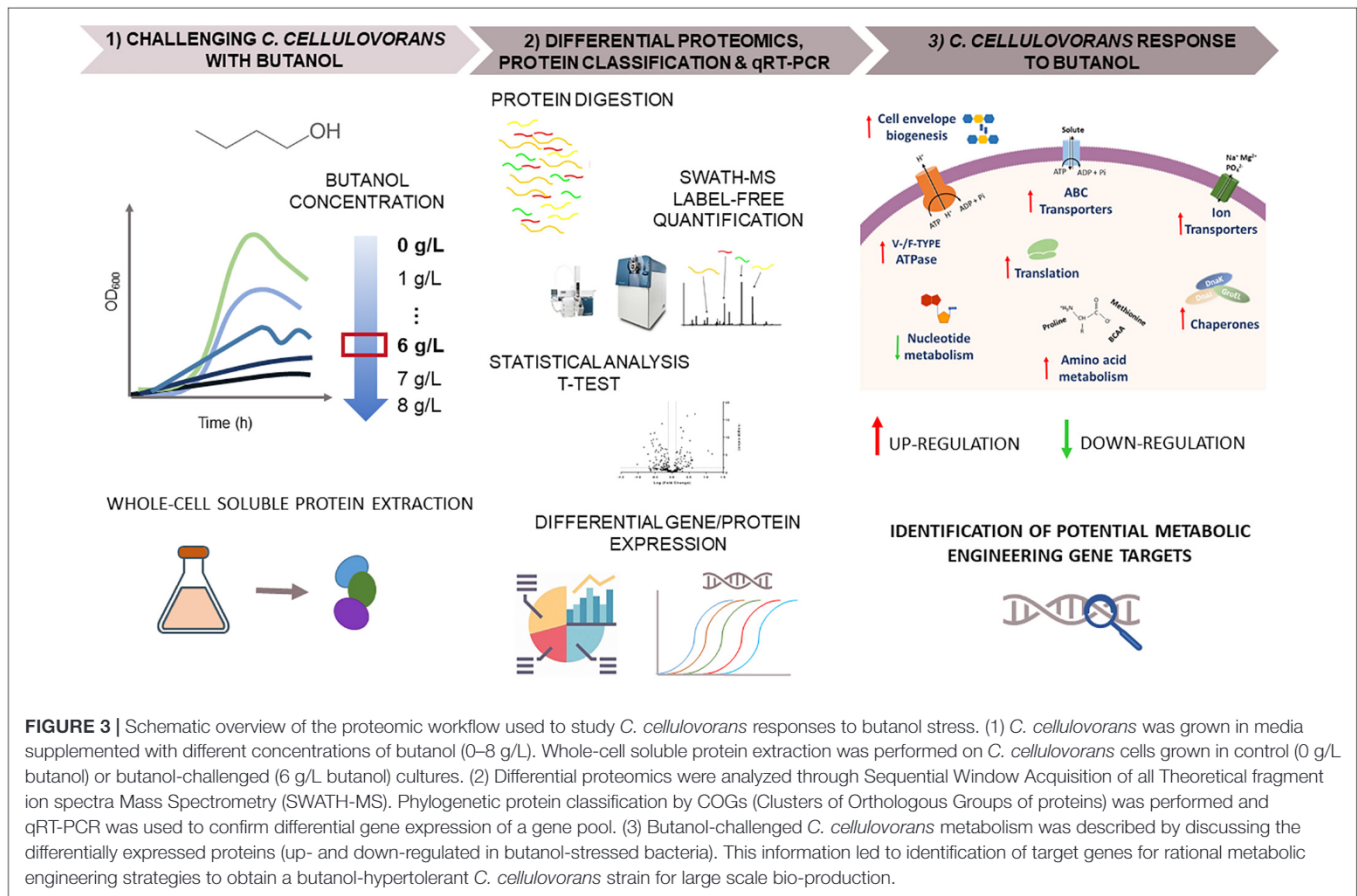 1) CHALLENGING C. CELLULOVORANS
WITH BUTANOL
2) DIFFERENTIAL PROTEOMICS,
PROTEIN CLASSIFICATION & qRT-PCR
3) C. CELLULOVORANS RESPONSE
TO BUTANOL
OH
BUTANOL
CONCENTRATION
0 g/L
1 g/L
⋮
6 g/L
7 g/L
8 g/L
OD600
Time (h)
WHOLE-CELL SOLUBLE PROTEIN EXTRACTION
PROTEIN DIGESTION
SWATH-MS
LABEL-FREE
QUANTIFICATION
STATISTICAL ANALYSIS
T-TEST
DIFFERENTIAL GENE/PROTEIN
EXPRESSION
Cell envelope
biogenesis
H⁺
ATP H⁺ ADP + Pi
V-/F-TYPE
ATPase
Solute
ATP ADP + Pi
ABC
Transporters
Na⁺ Mg²⁺
PO₄²⁻
Ion
Transporters
Translation
DnaK
GroEL
Chaperones
Nucleotide
metabolism
Proline
Methionine
BCAA
Amino acid
metabolism
UP-REGULATION
DOWN-REGULATION
IDENTIFICATION OF POTENTIAL METABOLIC
ENGINEERING GENE TARGETS
FIGURE 3 | Schematic overview of the proteomic workflow used to study C. cellulovorans responses to butanol stress. (1) C. cellulovorans was grown in media
supplemented with different concentrations of butanol (0–8 g/L). Whole-cell soluble protein extraction was performed on C. cellulovorans cells grown in control (0 g/L
butanol) or butanol-challenged (6 g/L butanol) cultures. (2) Differential proteomics were analyzed through Sequential Window Acquisition of all Theoretical fragment
ion spectra Mass Spectrometry (SWATH-MS). Phylogenetic protein classification by COGs (Clusters of Orthologous Groups of proteins) was performed and
qRT-PCR was used to confirm differential gene expression of a gene pool. (3) Butanol-challenged C. cellulovorans metabolism was described by discussing the
differentially expressed proteins (up- and down-regulated in butanol-stressed bacteria). This information led to identification of target genes for rational metabolic
engineering strategies to obtain a butanol-hypertolerant C. cellulovorans strain for large scale bio-production.